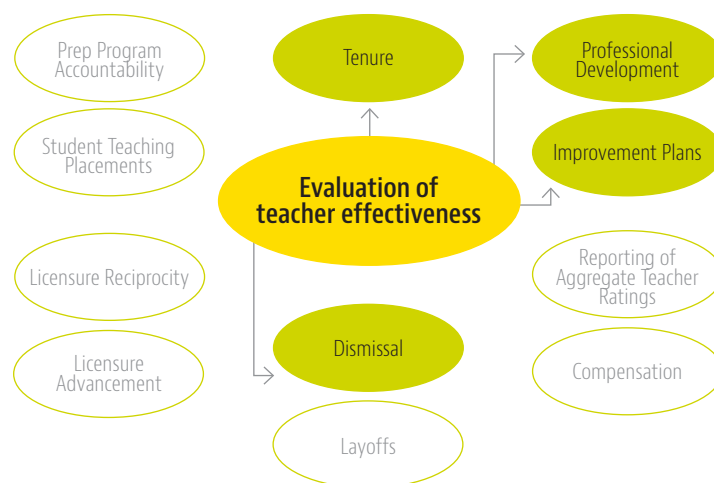 Prep Program
Accountability
Tenure
Professional
Development
Student Teaching
Placements
Improvement Plans
Evaluation of
teacher effectiveness
Licensure Reciprocity
Reporting of
Aggregate Teacher
Ratings
Dismissal
Licensure
Advancement
Compensation
Layoffs